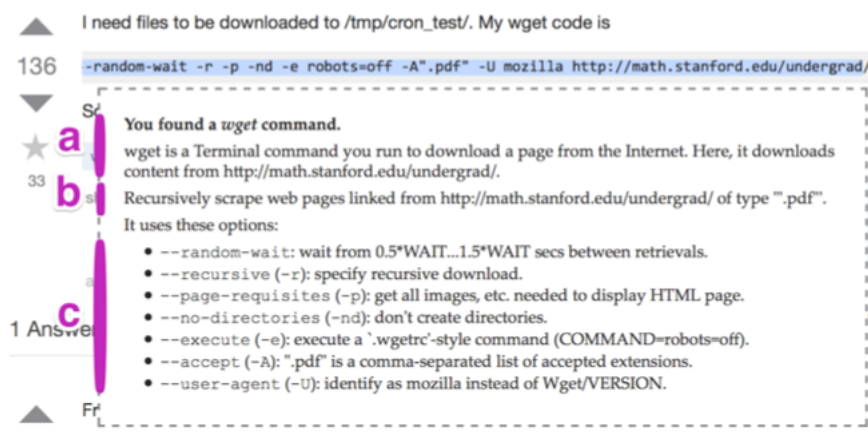 I need files to be downloaded to /tmp/cron_test/. My wget code is
136
-random-wait -r -p -nd -e robots=off -A".pdf" -U mozilla http://math.stanford.edu/undergrad/
So
a
You found a wget command.
wget is a Terminal command you run to download a page from the Internet. Here, it downloads
content from http://math.stanford.edu/undergrad/.
33
b
Recursively scrape web pages linked from http://math.stanford.edu/undergrad/ of type "'.pdf'".
It uses these options:
• --random-wait: wait from 0.5*WAIT...1.5*WAIT secs between retrievals.
• --recursive (-r): specify recursive download.
• --page-requisites (-p): get all images, etc. needed to display HTML page.
c
• --no-directories (-nd): don't create directories.
1 Answer
• --execute (-e): execute a `.wgetrc'-style command (COMMAND=robots=off).
• --accept (-A): ".pdf" is a comma-separated list of accepted extensions.
• --user-agent (-U): identify as mozilla instead of Wget/VERSION.
Fr